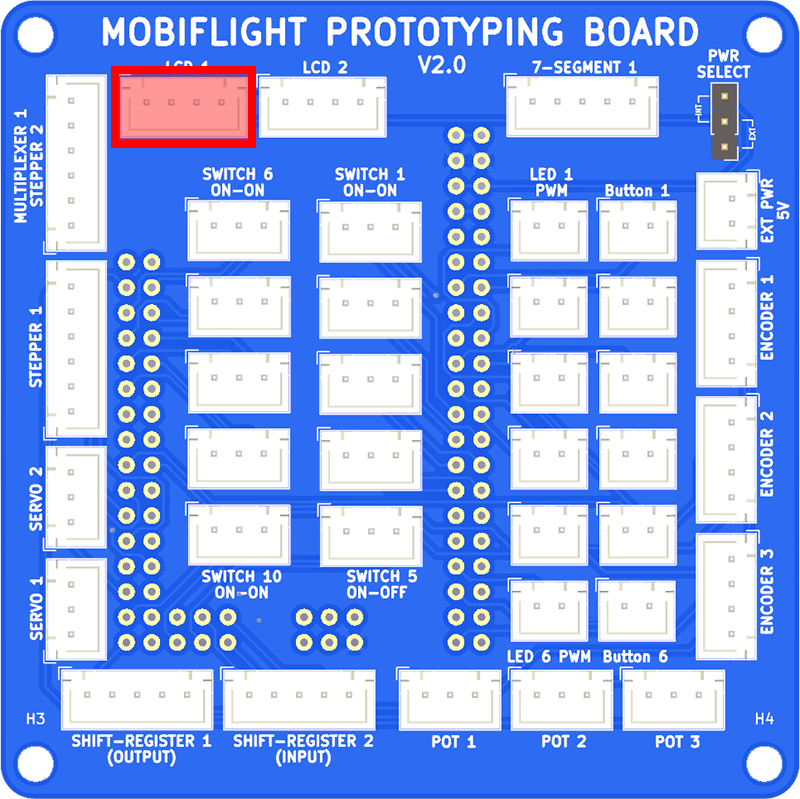 MOBIFLIGHT PROTOTYPING BOARD
V2.0
LCD 1
LCD 2
7-SEGMENT 1
PWR
SELECT
INT
EXT
MULTIPLEXER 1
STEPPER 2
SWITCH 6
ON-ON
SWITCH 1
ON-ON
LED 1
PWM
Button 1
EXT PWR
5V
STEPPER 1
ENCODER 1
SERVO 2
ENCODER 2
SERVO 1
ENCODER 3
SWITCH 10
ON-ON
SWITCH 5
ON-OFF
LED 6 PWM
Button 6
H3
SHIFT-REGISTER 1
(OUTPUT)
SHIFT-REGISTER 2
(INPUT)
POT 1
POT 2
POT 3
H4